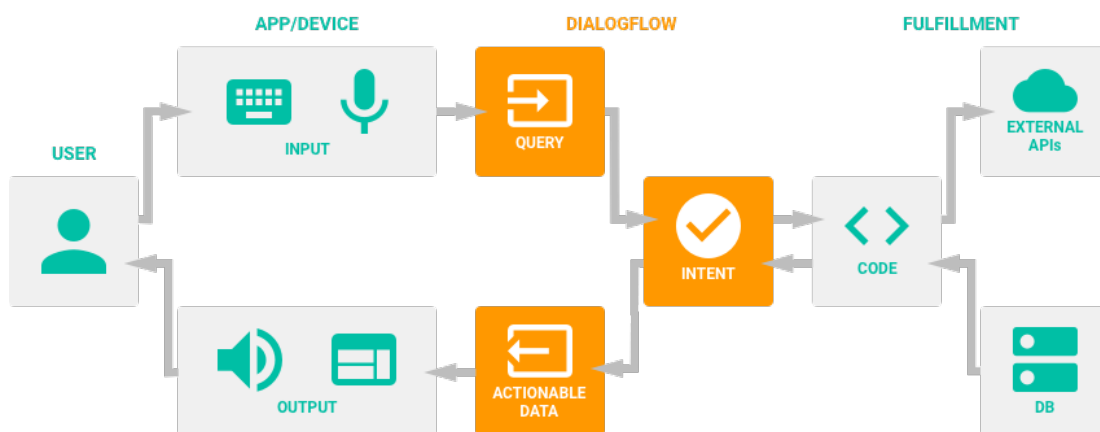 APP/DEVICE
DIALOGFLOW
FULFILLMENT
INPUT
QUERY
EXTERNAL
APIs
USER
INTENT
CODE
OUTPUT
ACTIONABLE
DATA
DB